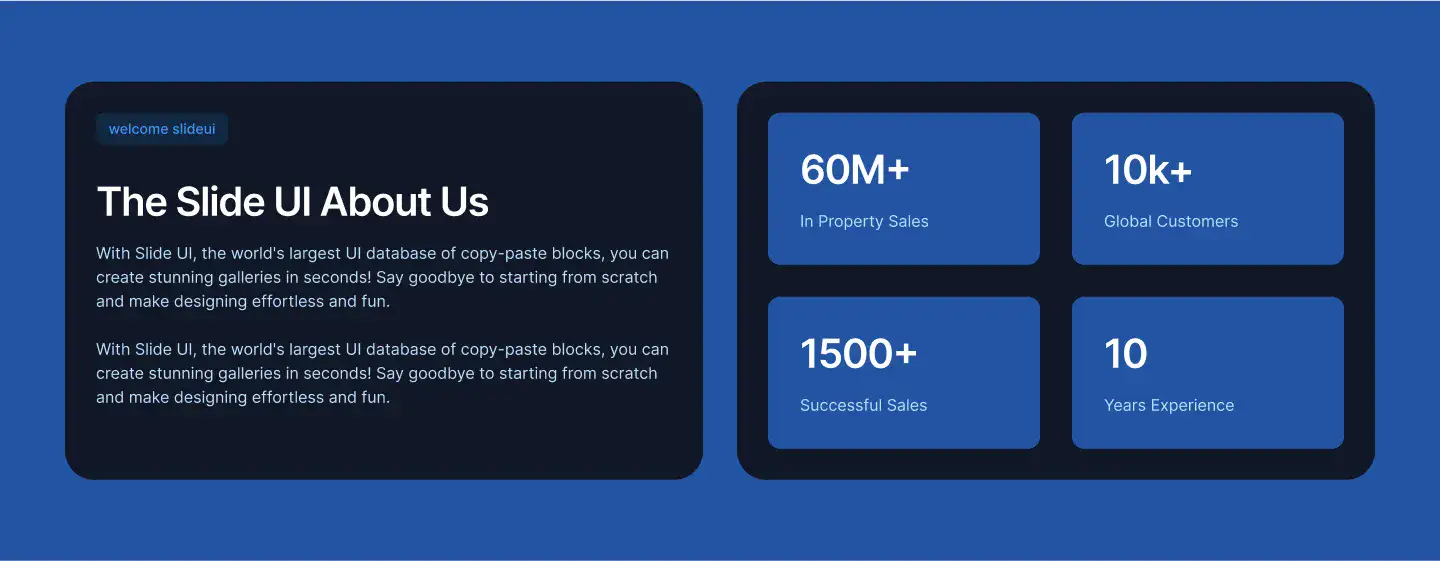 welcome slideui
The Slide UI About Us
With Slide UI, the world's largest UI database of copy-paste blocks, you can
create stunning galleries in seconds! Say goodbye to starting from scratch
and make designing effortless and fun.
With Slide UI, the world's largest UI database of copy-paste blocks, you can
create stunning galleries in seconds! Say goodbye to starting from scratch
and make designing effortless and fun.
60M+
In Property Sales
10k+
Global Customers
1500+
Successful Sales
10
Years Experience